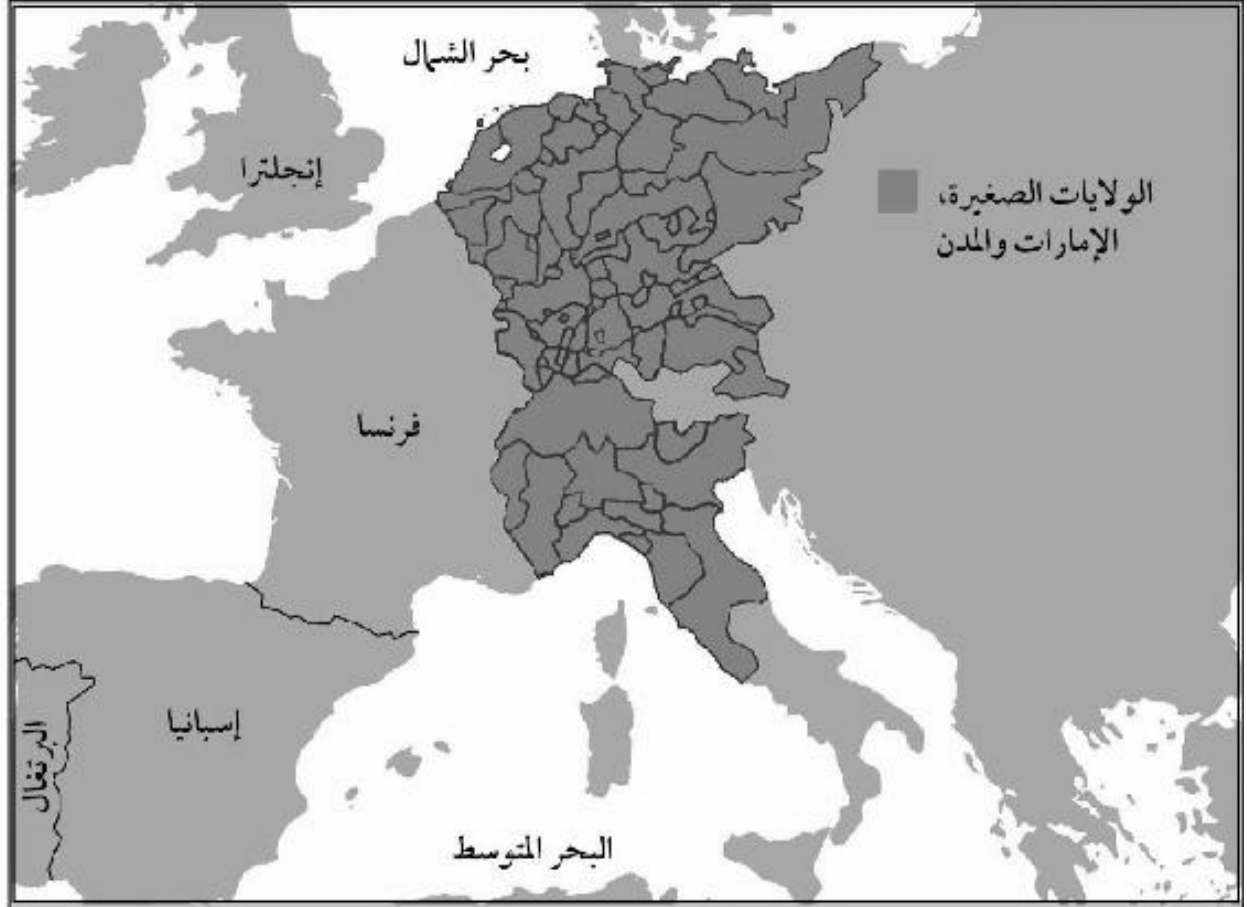 بحر الشمال
إنجلترا
الولايات الصغيرة،
الإمارات والمدن
فرنسا
إسبانيا
البرتغال
البحر المتوسط